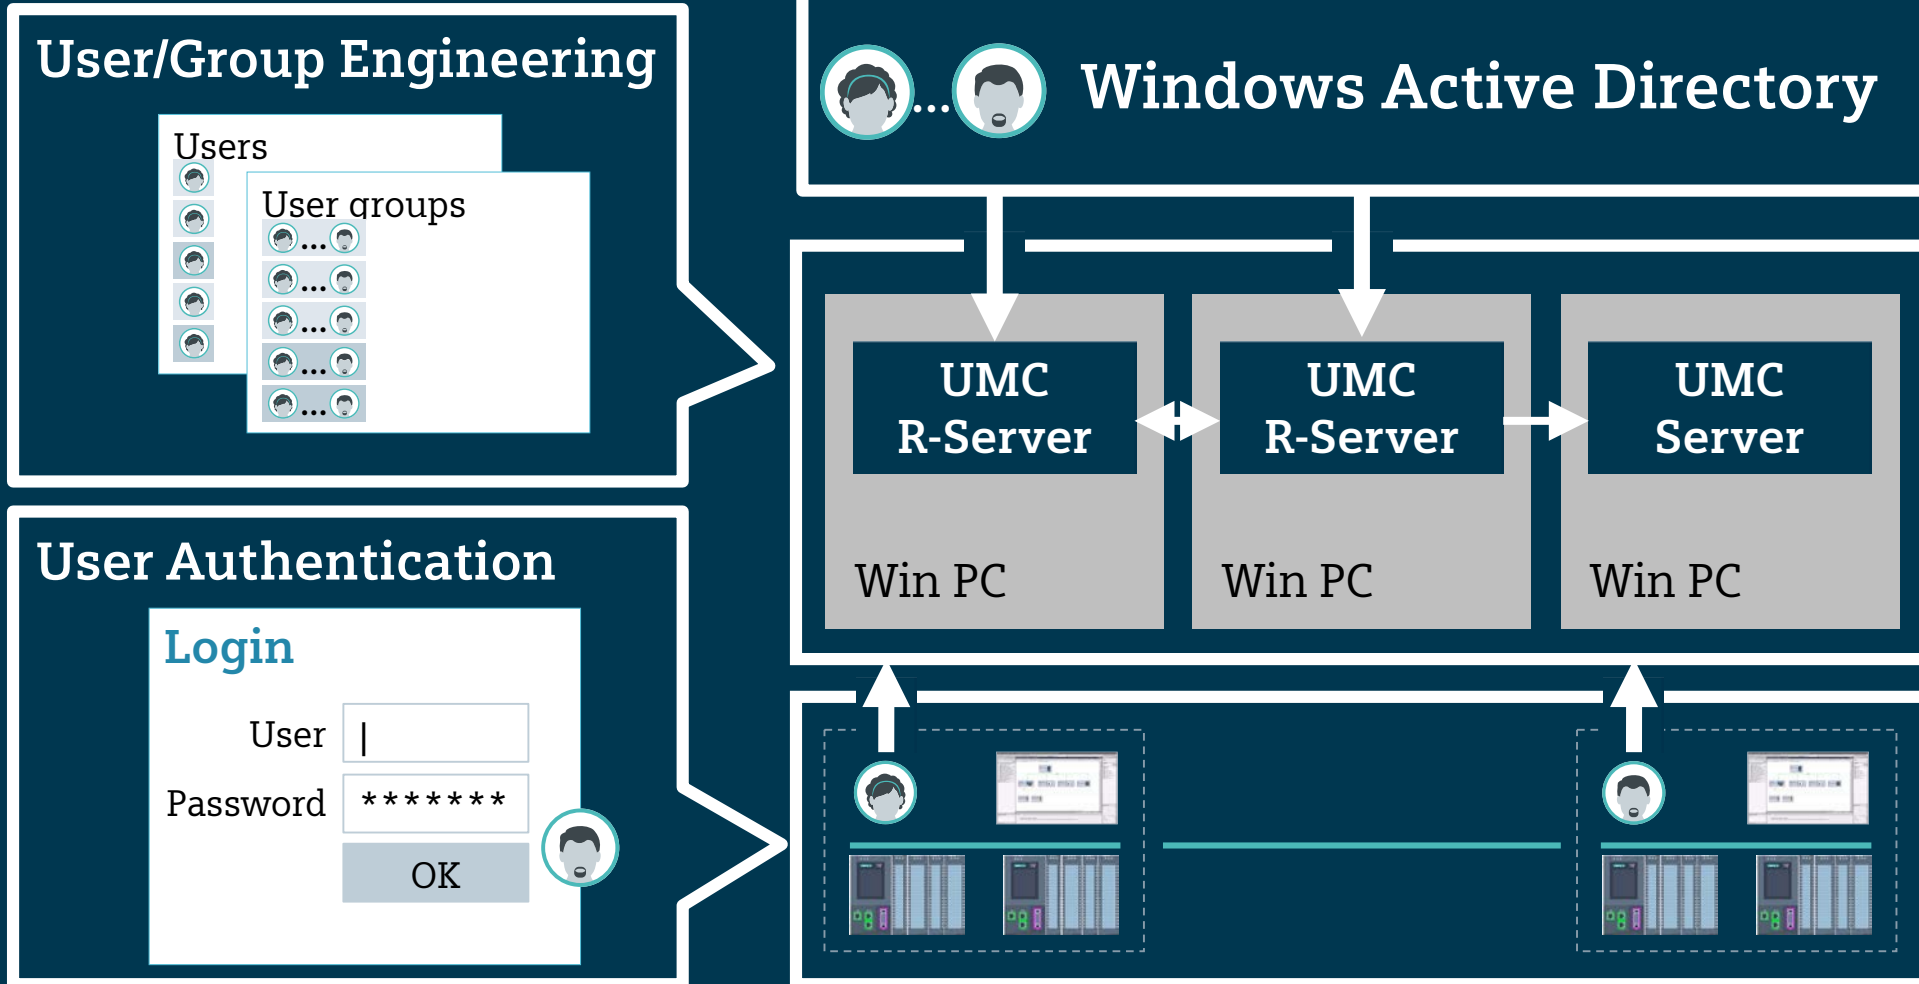 User/Group Engineering
Users
User groups
...
...
...
...
...
User Authentication
Login
User |
Password *******
OK
... Windows Active Directory
UMC
R-Server
Win PC
UMC
R-Server
Win PC
UMC
Server
Win PC